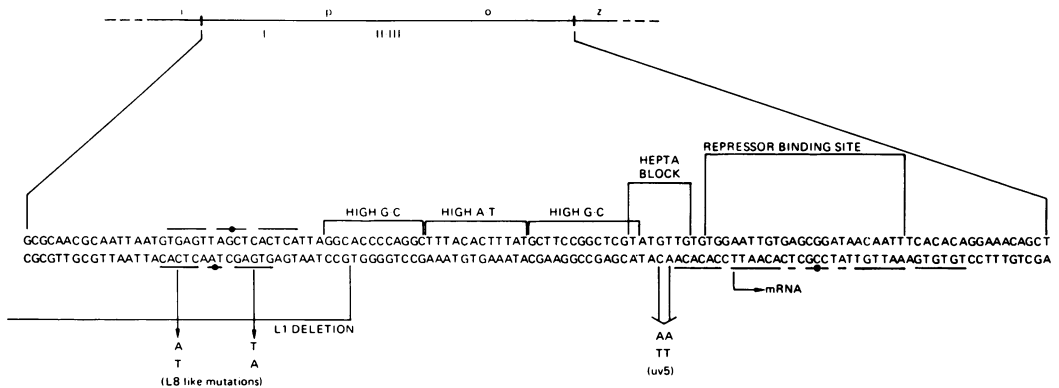 i p o z
I II III
REPRESSOR BINDING SITE
HEPTA
BLOCK
HIGH G·C HIGH A·T HIGH G·C
GCGCAACGCAATTAATGTGAGTTAGCTCACTCATTAGGCACCCCAGGCTTTACACTTTATGCTTCCGGCTCGTATGTTGTGTGGAATTGTGAGCGGATAACAATTTCACACAGGAAACAGCT
CGCGTTGCGTTAATTACACTCAATCGAGTGAGTAATCCGTGGGGTCCGAAATGTGAAATACGAAGGCCGAGCATACAACACACCTTAACACTCGCCTATTGTTAAAGTGTGTCCTTTGTCGA
mRNA
L1 DELETION
A T AA
T A TT
(L8 like mutations) (uv5)